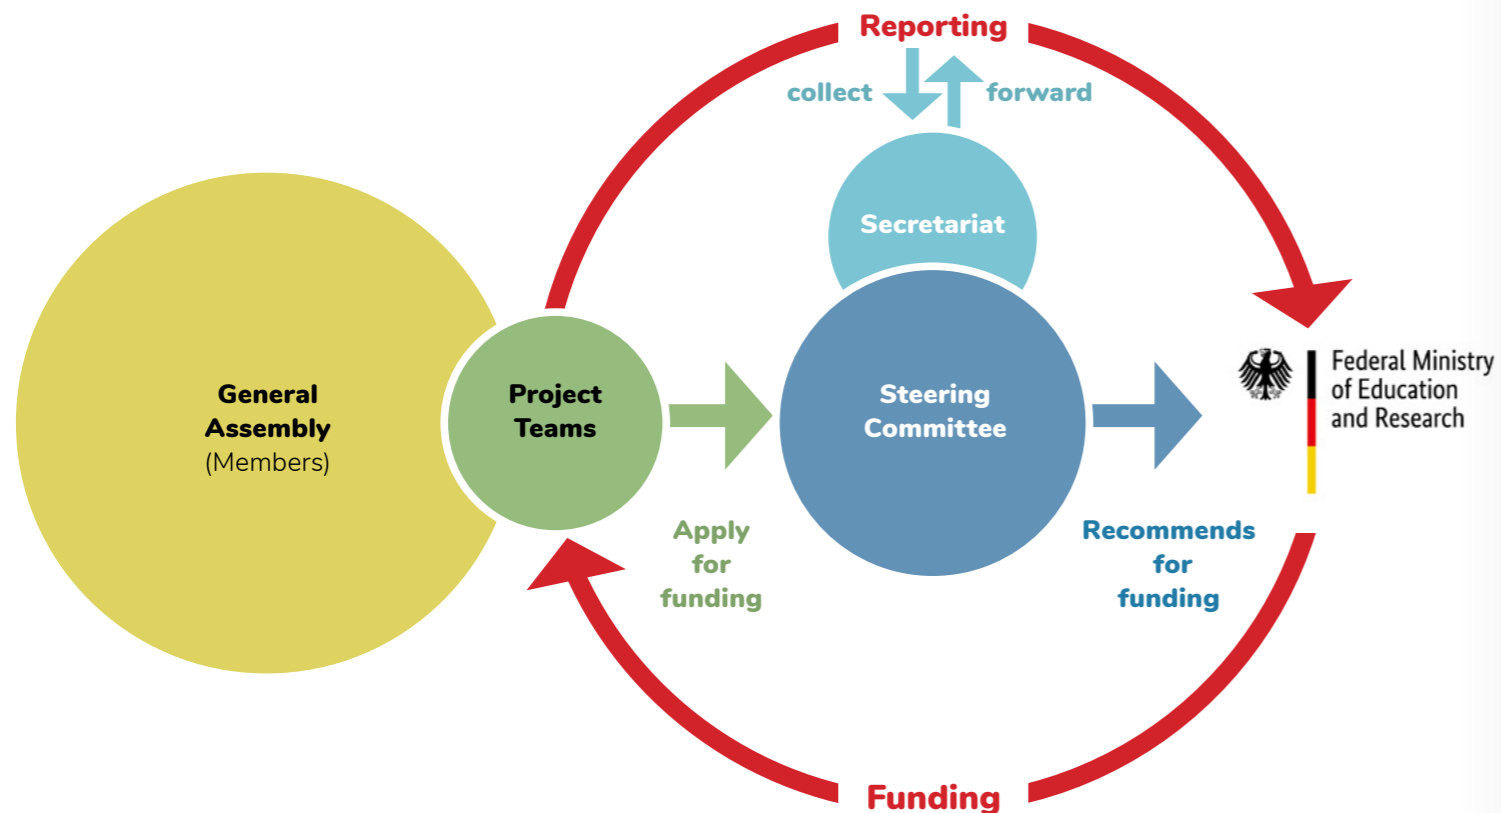 Reporting
collect
forward
Secretariat
General
Assembly
(Members)
Project
Teams
Steering
Committee
Federal Ministry
of Education
and Research
Apply
for
funding
Recommends
for
funding
Funding